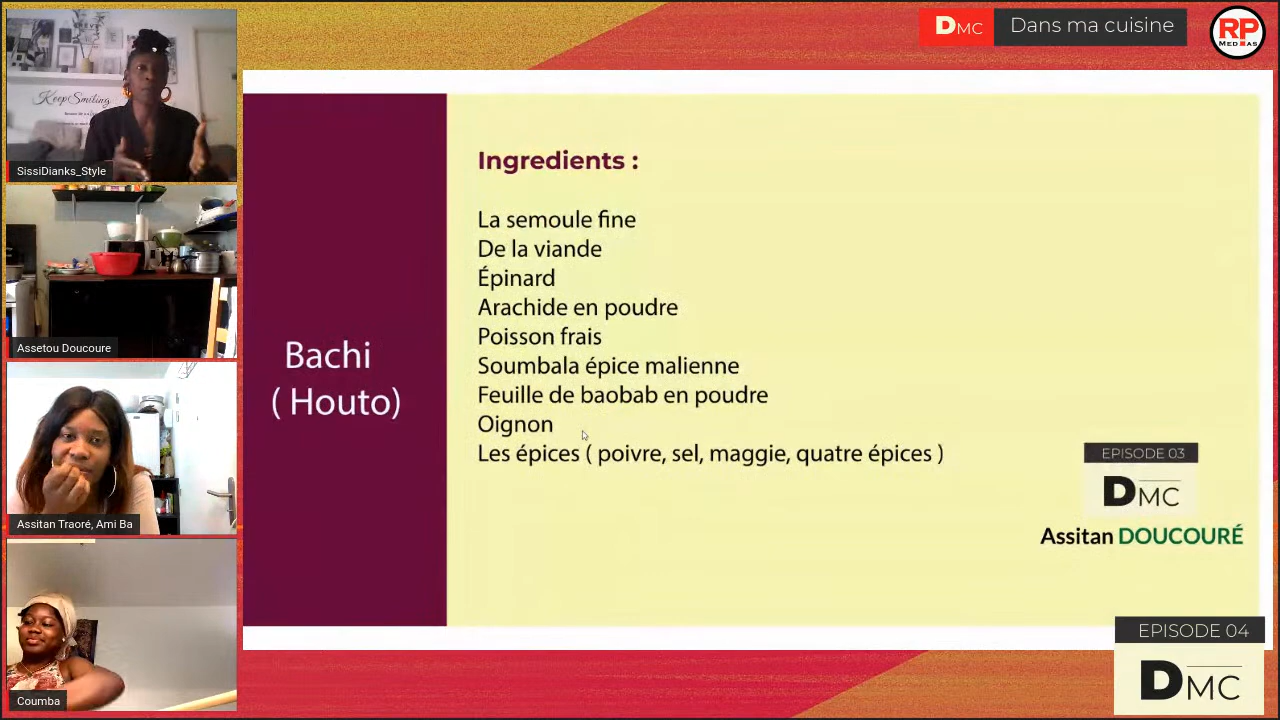 DMC Dans ma cuisine
RP
MEDIAS
Keep Smiling
SissiDianks_Style
Assetou Doucoure
Assitan Traoré, Ami Ba
Coumba
Bachi
( Houto)
Ingredients :
La semoule fine
De la viande
Épinard
Arachide en poudre
Poisson frais
Soumbala épice malienne
Feuille de baobab en poudre
Oignon
Les épices ( poivre, sel, maggie, quatre épices )
EPISODE 03
DMC
Assitan DOUCOURÉ
EPISODE 04
DMC